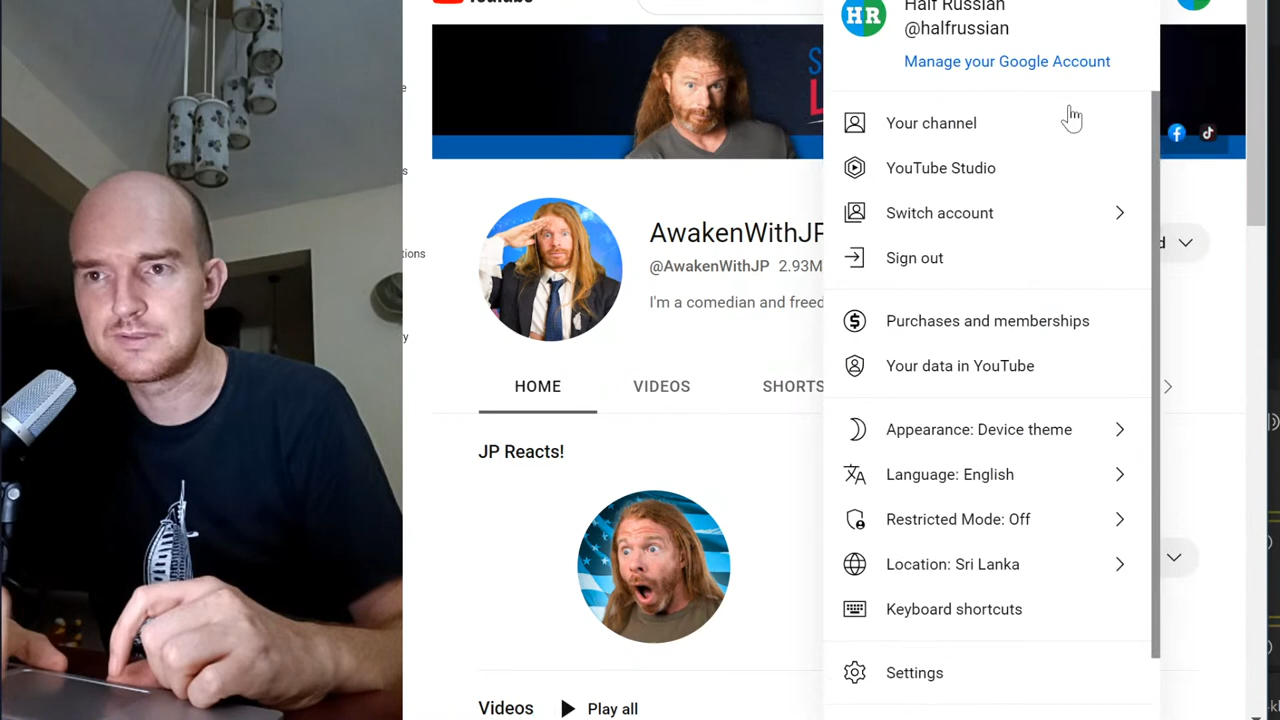 YouTube
HR
Half Russian
@halfrussian
Manage your Google Account
Your channel
YouTube Studio
Switch account
Sign out
Purchases and memberships
Your data in YouTube
Appearance: Device theme
Language: English
Restricted Mode: Off
Location: Sri Lanka
Keyboard shortcuts
Settings
AwakenWithJP
@AwakenWithJP 2.93M
I'm a comedian and freed
HOME VIDEOS SHORTS
JP Reacts!
Videos Play all